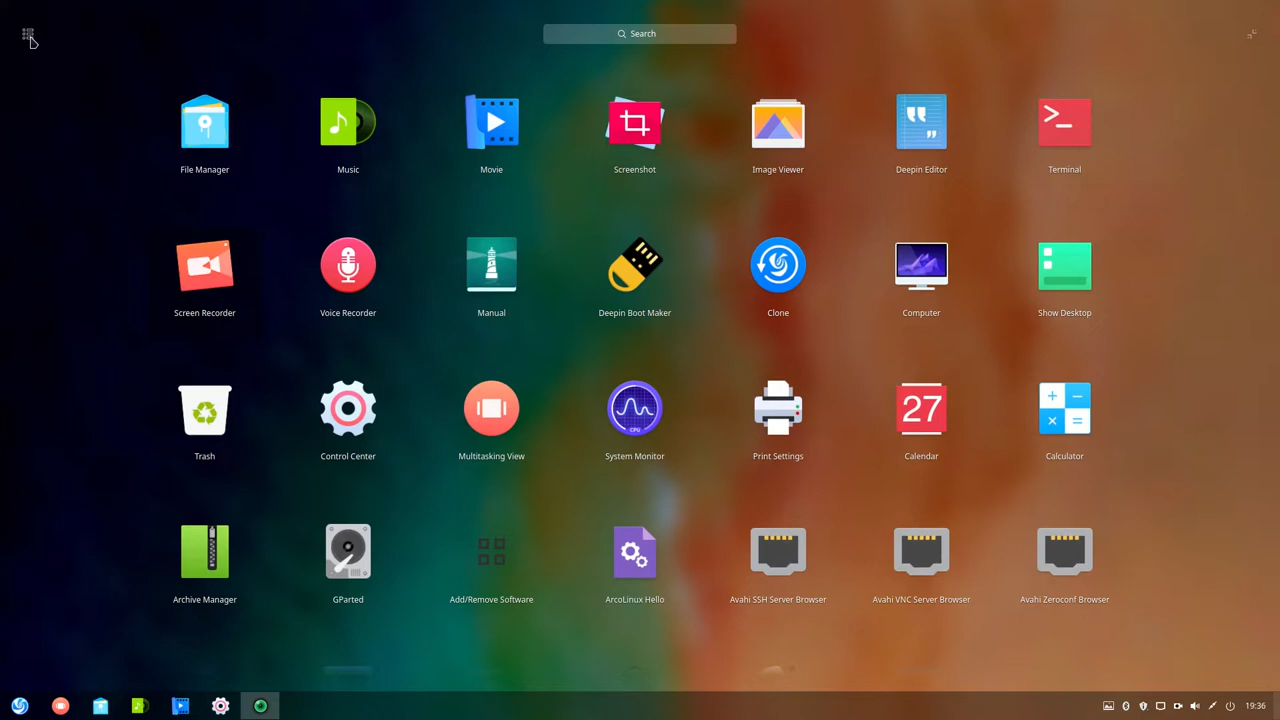 Search
File Manager
Music
Movie
Screenshot
Image Viewer
Deepin Editor
Terminal
Screen Recorder
Voice Recorder
Manual
Deepin Boot Maker
Clone
Computer
Show Desktop
CPU
27
Trash
Control Center
Multitasking View
System Monitor
Print Settings
Calendar
Calculator
Archive Manager
GParted
Add/Remove Software
ArcoLinux Hello
Avahi SSH Server Browser
Avahi VNC Server Browser
Avahi Zeroconf Browser
19:36